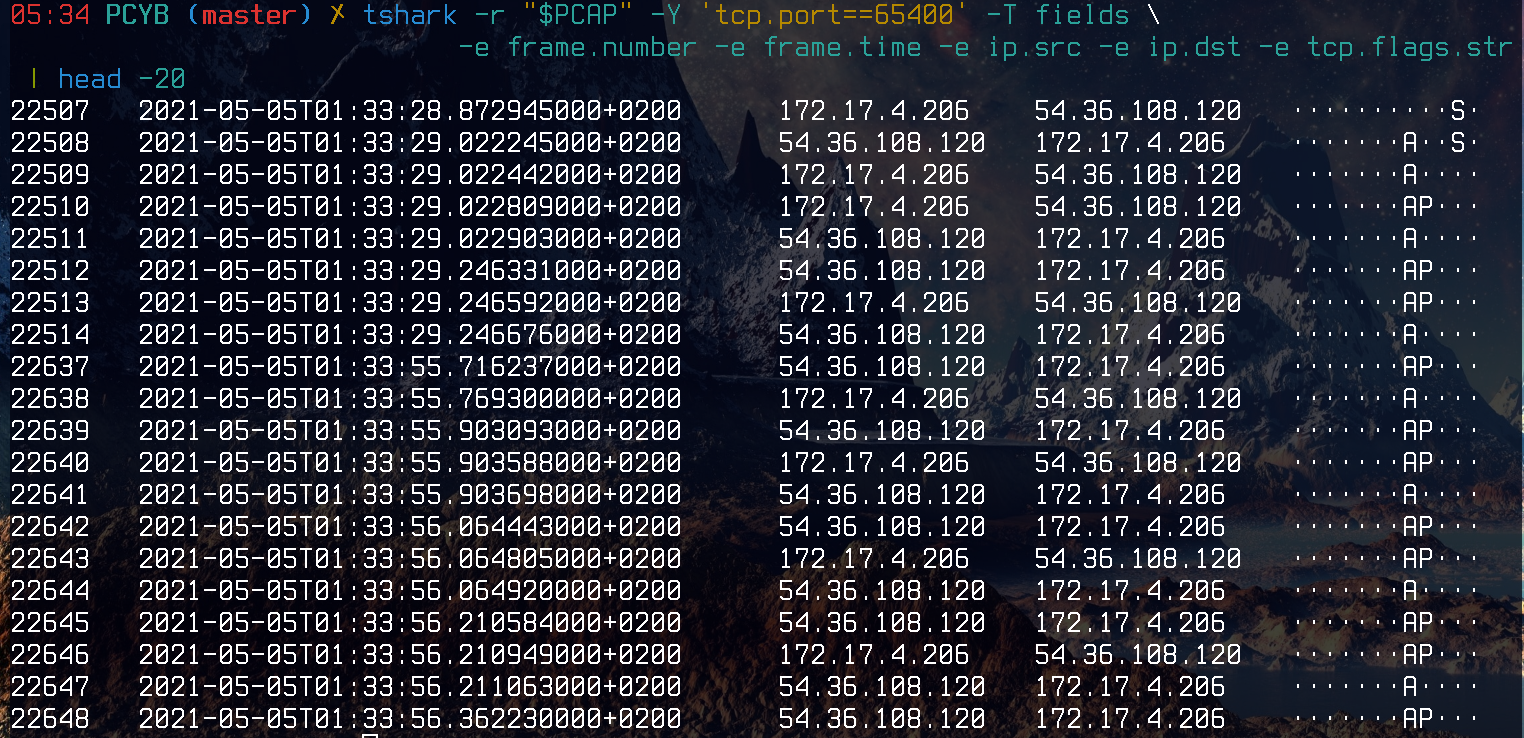 05:34 PCYB (master) ✗ tshark -r "$PCAP" -Y 'tcp.port==65400' -T fields \
-e frame.number -e frame.time -e ip.src -e ip.dst -e tcp.flags.str
| head -20
22507 2021-05-05T01:33:28.872945000+0200 172.17.4.206 54.36.108.120 ··········S·
22508 2021-05-05T01:33:29.022245000+0200 54.36.108.120 172.17.4.206 ·······A··S·
22509 2021-05-05T01:33:29.022442000+0200 172.17.4.206 54.36.108.120 ·······A····
22510 2021-05-05T01:33:29.022809000+0200 172.17.4.206 54.36.108.120 ·······AP···
22511 2021-05-05T01:33:29.022903000+0200 54.36.108.120 172.17.4.206 ·······A····
22512 2021-05-05T01:33:29.246331000+0200 54.36.108.120 172.17.4.206 ·······AP···
22513 2021-05-05T01:33:29.246592000+0200 172.17.4.206 54.36.108.120 ·······AP···
22514 2021-05-05T01:33:29.246676000+0200 54.36.108.120 172.17.4.206 ·······A····
22637 2021-05-05T01:33:55.716237000+0200 54.36.108.120 172.17.4.206 ·······AP···
22638 2021-05-05T01:33:55.769300000+0200 172.17.4.206 54.36.108.120 ·······A····
22639 2021-05-05T01:33:55.903093000+0200 54.36.108.120 172.17.4.206 ·······AP···
22640 2021-05-05T01:33:55.903588000+0200 172.17.4.206 54.36.108.120 ·······AP···
22641 2021-05-05T01:33:55.903698000+0200 54.36.108.120 172.17.4.206 ·······A····
22642 2021-05-05T01:33:56.064443000+0200 54.36.108.120 172.17.4.206 ·······AP···
22643 2021-05-05T01:33:56.064805000+0200 172.17.4.206 54.36.108.120 ·······AP···
22644 2021-05-05T01:33:56.064920000+0200 54.36.108.120 172.17.4.206 ·······A····
22645 2021-05-05T01:33:56.210584000+0200 54.36.108.120 172.17.4.206 ·······AP···
22646 2021-05-05T01:33:56.210949000+0200 172.17.4.206 54.36.108.120 ·······AP···
22647 2021-05-05T01:33:56.211063000+0200 54.36.108.120 172.17.4.206 ·······A····
22648 2021-05-05T01:33:56.362230000+0200 54.36.108.120 172.17.4.206 ·······AP···